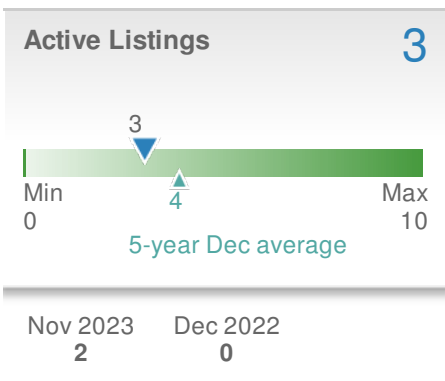 Active Listings 3
3
Min Max
0 10
4
5-year Dec average
Nov 2023 Dec 2022
2 0